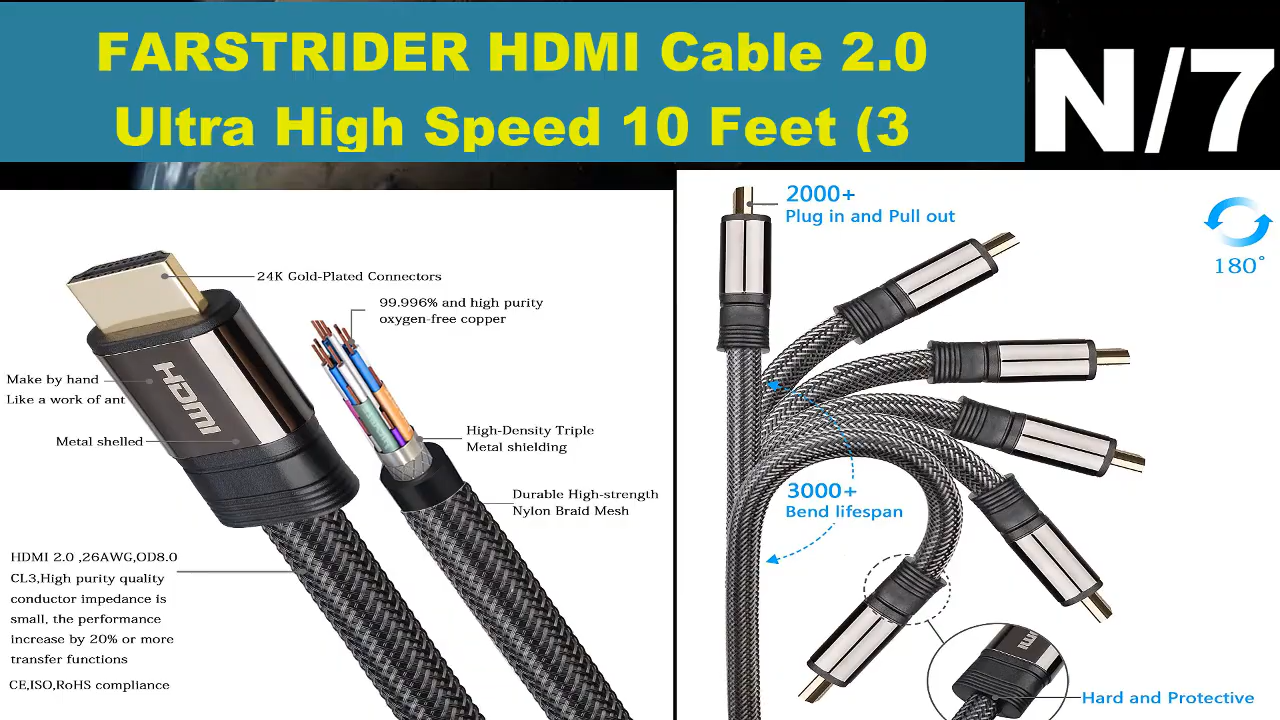 FARSTRIDER HDMI Cable 2.0
Ultra High Speed 10 Feet (3
N/7
24K Gold-Plated Connectors
99.996% and high purity
oxygen-free copper
Make by hand
Like a work of ant
HDMI
Metal shelled
High-Density Triple
Metal shielding
Durable High-strength
Nylon Braid Mesh
HDMI 2.0 ,26AWG,OD8.0
CL3,High purity quality
conductor impedance is
small, the performance
increase by 20% or more
transfer functions
CE,ISO,RoHS compliance
2000+
Plug in and Pull out
180°
3000+
Bend lifespan
Hard and Protective